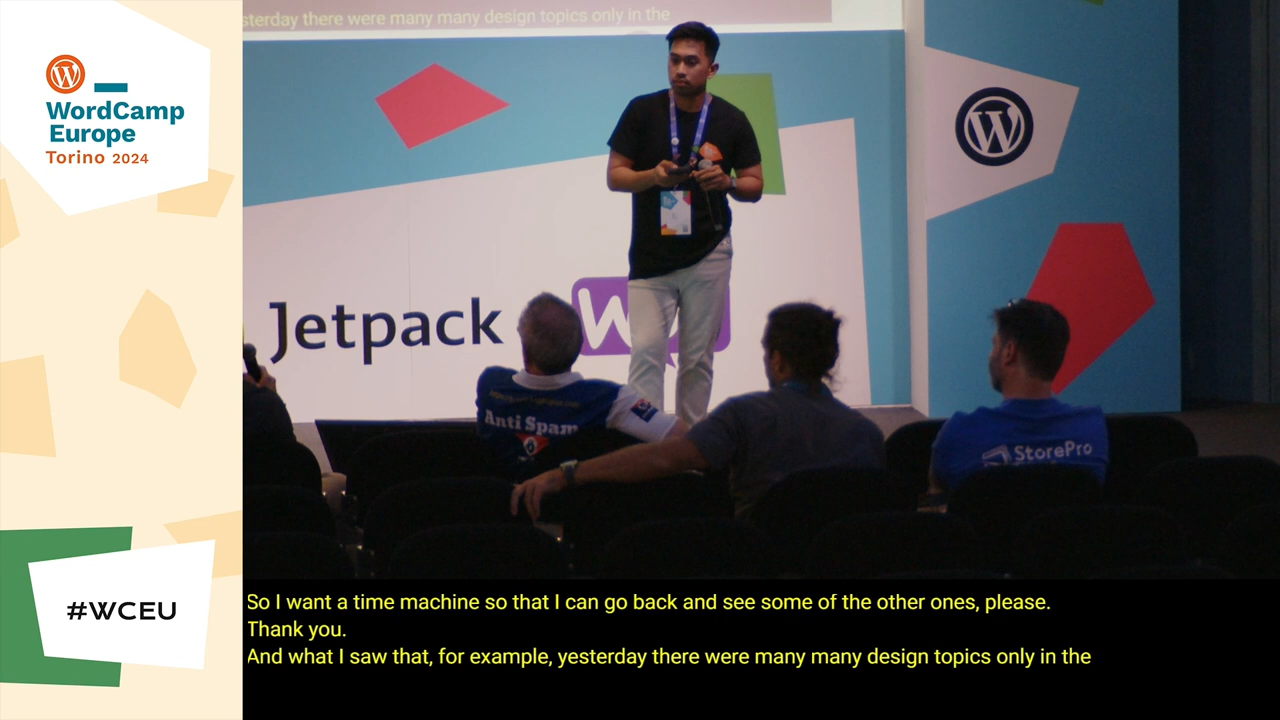 WordCamp
Europe
Torino 2024
#WCEU
sterday there were many many design topics only in the
Jetpack
Anti Spam
StorePro
So I want a time machine so that I can go back and see some of the other ones, please.
Thank you.
And what I saw that, for example, yesterday there were many many design topics only in the